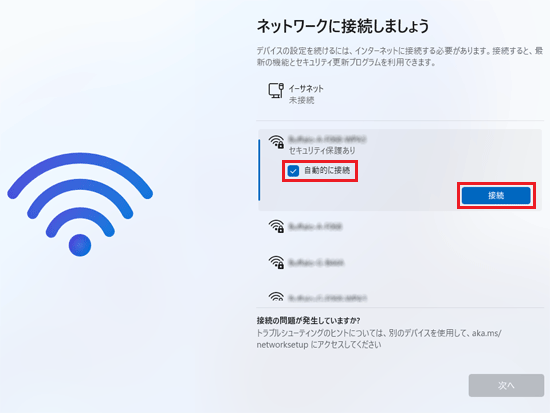 ネットワークに接続しましょう
デバイスの設定を続けるには、インターネットに接続する必要があります。接続すると、最
新の機能とセキュリティ更新プログラムを利用できます。
イーサネット
未接続
セキュリティ保護あり
自動的に接続
接続
接続の問題が発生していますか?
トラブルシューティングのヒントについては、別のデバイスを使用して、aka.ms/
networksetup にアクセスしてください
次へ